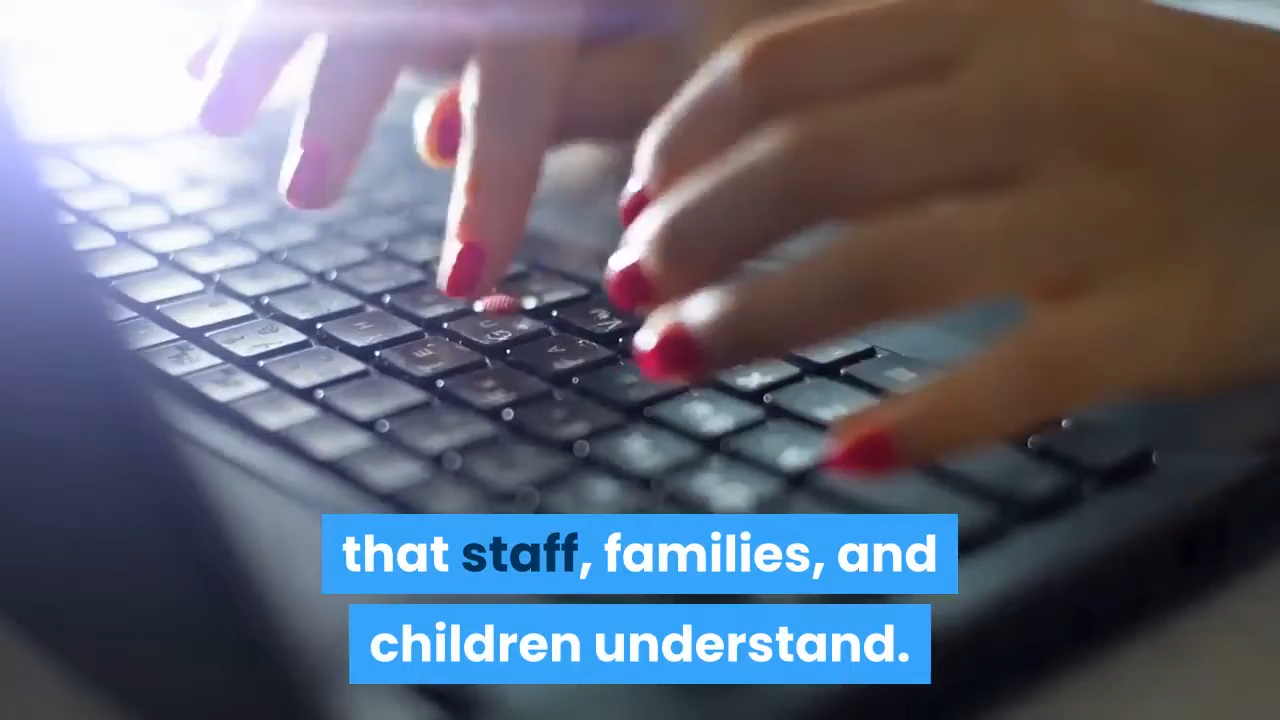 that staff, families, and
children understand.